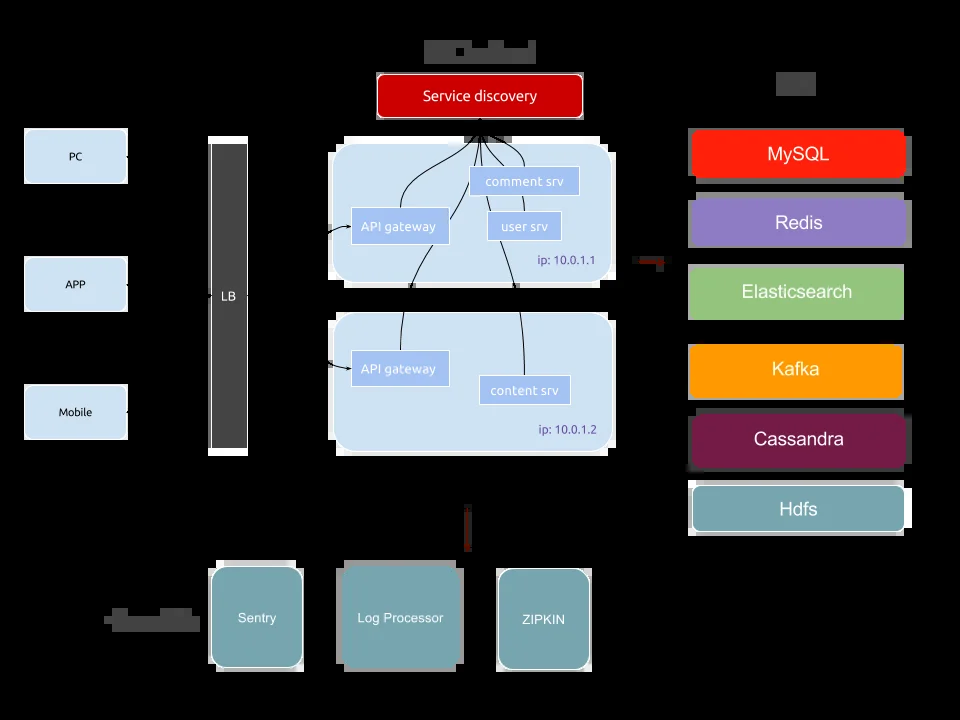 Service discovery
PC
APP
Mobile
LB
comment srv
API gateway
user srv
ip: 10.0.1.1
API gateway
content srv
ip: 10.0.1.2
MySQL
Redis
Elasticsearch
Kafka
Cassandra
Hdfs
Sentry
Log Processor
ZIPKIN